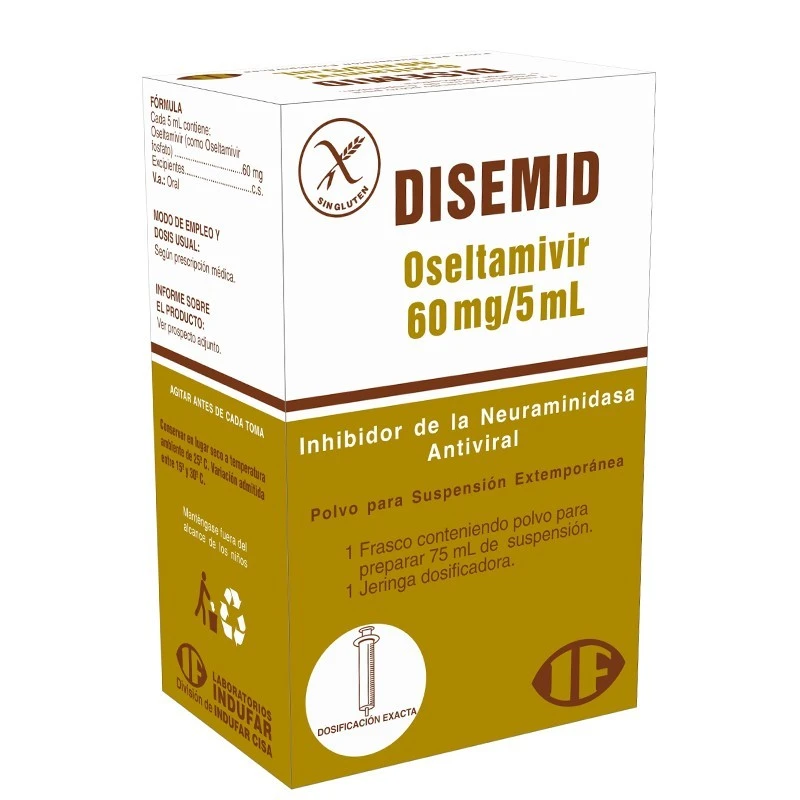 DISEMID
FÓRMULA
Cada 5 mL contiene:
Oseltamivir (como Oseltamivir
fosfato)..........................60 mg
Excipientes.......................c.s.
V.a.: Oral
MODO DE EMPLEO Y
DOSIS USUAL:
Según prescripción médica.
INFORME SOBRE
EL PRODUCTO:
Ver prospecto adjunto.
AGITAR ANTES DE CADA TOMA
Conservar en lugar seco a temperatura
ambiente de 25º C. Variación admitida
entre 15º y 30º C.
Manténgase fuera del
alcance de los niños
IF
LABORATORIOS
INDUFAR
División de INDUFAR CISA
SIN GLUTEN
DISEMID
Oseltamivir
60 mg/5 mL
Inhibidor de la Neuraminidasa
Antiviral
Polvo para Suspensión Extemporánea
1 Frasco conteniendo polvo para
preparar 75 mL de suspensión.
1 Jeringa dosificadora.
DOSIFICACIÓN EXACTA
IF